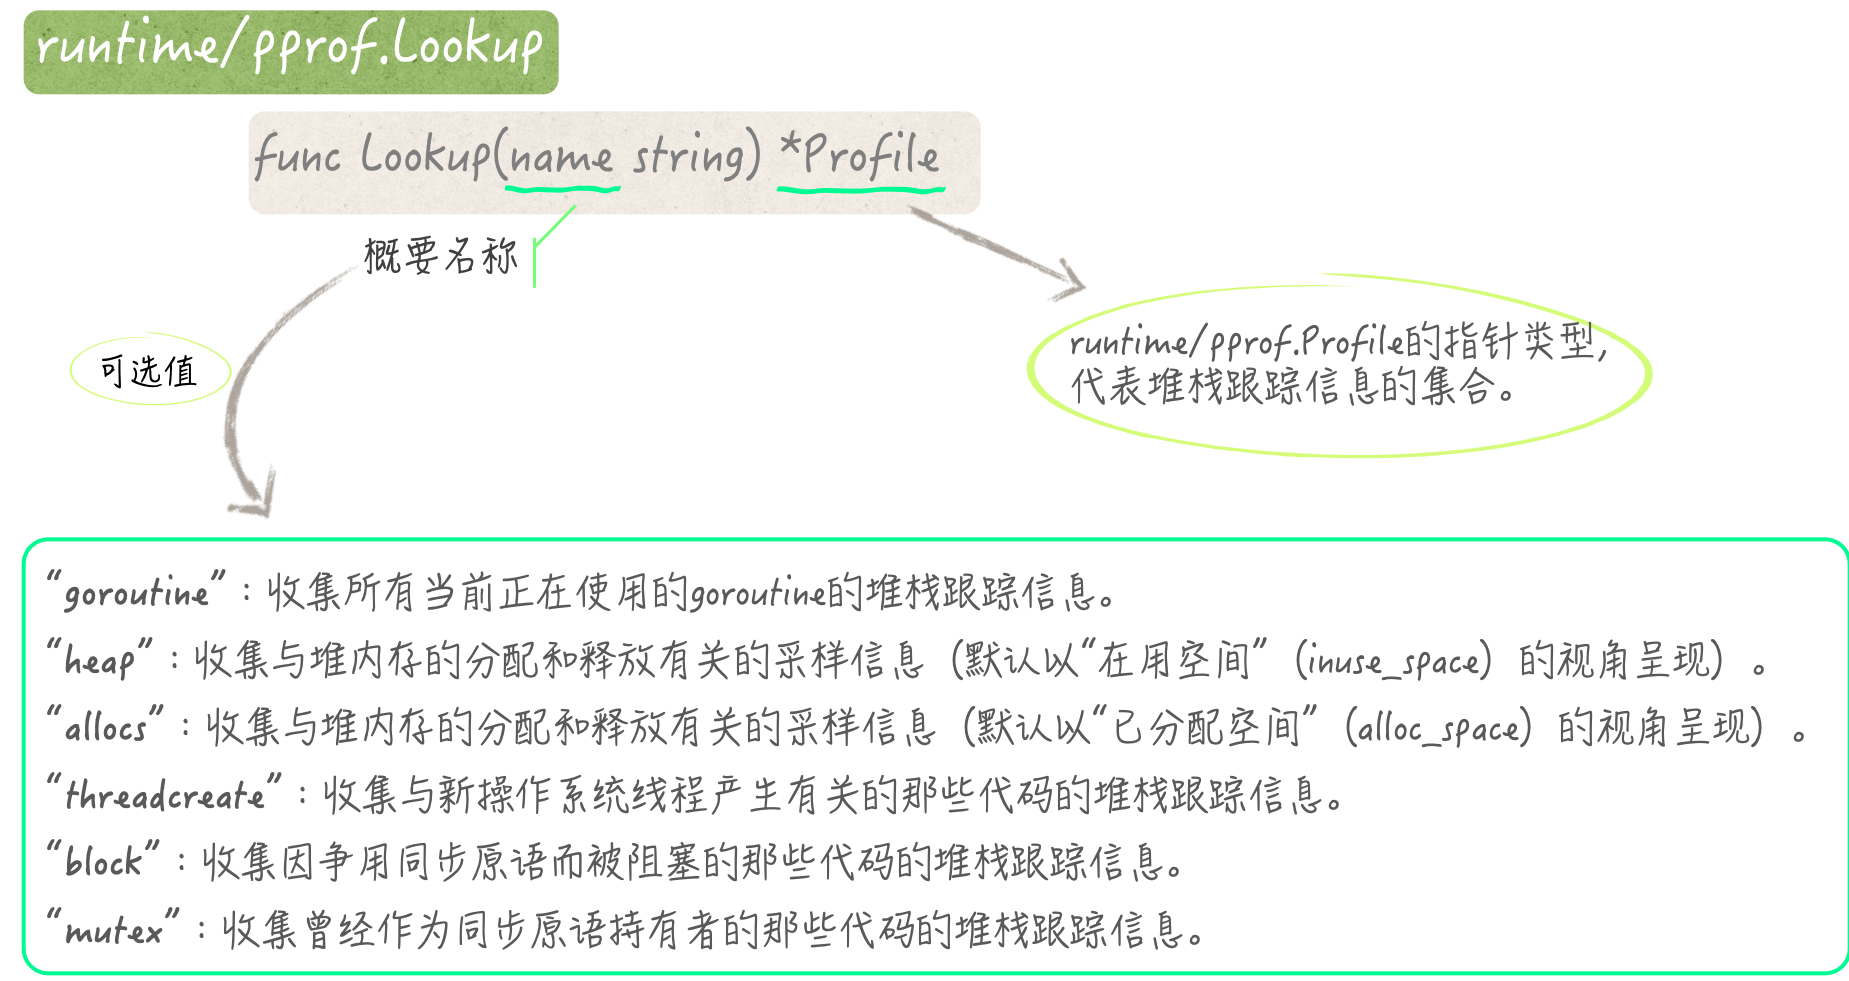 runtime/pprof.Lookup
func Lookup(name string) *Profile
概要名称
可选值
runtime/pprof.Profile的指针类型,
代表堆栈跟踪信息的集合。
“goroutine”：收集所有当前正在使用的goroutine的堆栈跟踪信息。
“heap”：收集与堆内存的分配和释放有关的采样信息（默认以“在用空间”（inuse_space）的视角呈现）。
“allocs”：收集与堆内存的分配和释放有关的采样信息（默认以“已分配空间”（alloc_space）的视角呈现）。
“threadcreate”：收集与新操作系统线程产生有关的那些代码的堆栈跟踪信息。
“block”：收集因争用同步原语而被阻塞的那些代码的堆栈跟踪信息。
“mutex”：收集曾经作为同步原语持有者的那些代码的堆栈跟踪信息。